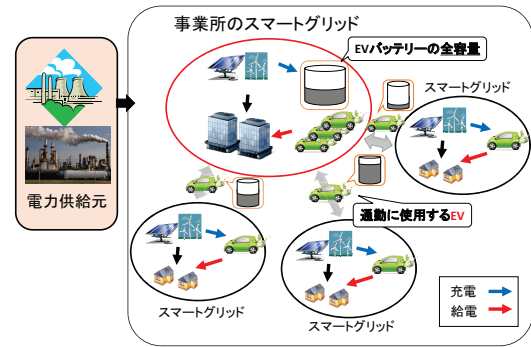 事業所のスマートグリッド
EVバッテリーの全容量
スマートグリッド
電力供給元
通勤に使用するEV
スマートグリッド
スマートグリッド
充電
給電